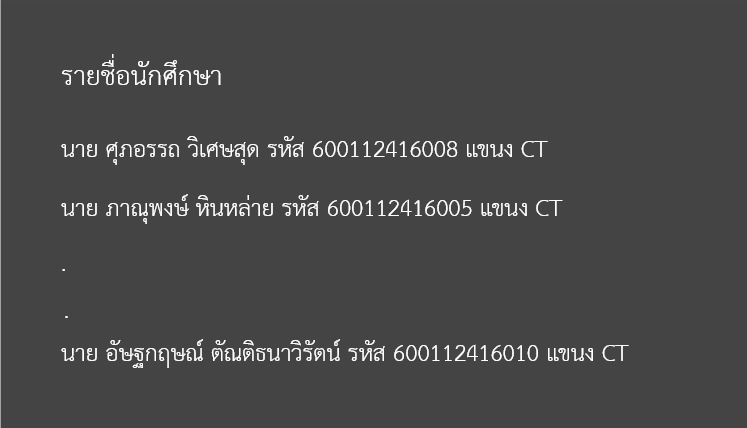 รายชื่อนักศึกษา
นาย ศุภอรรถ วิเศษสุด รหัส 600112416008 แขนง CT
นาย ภาณุพงษ์ หินหล่าย รหัส 600112416005 แขนง CT
.
.
นาย อัษฐกฤษณ์ ตัณติธนาวิรัตน์ รหัส 600112416010 แขนง CT